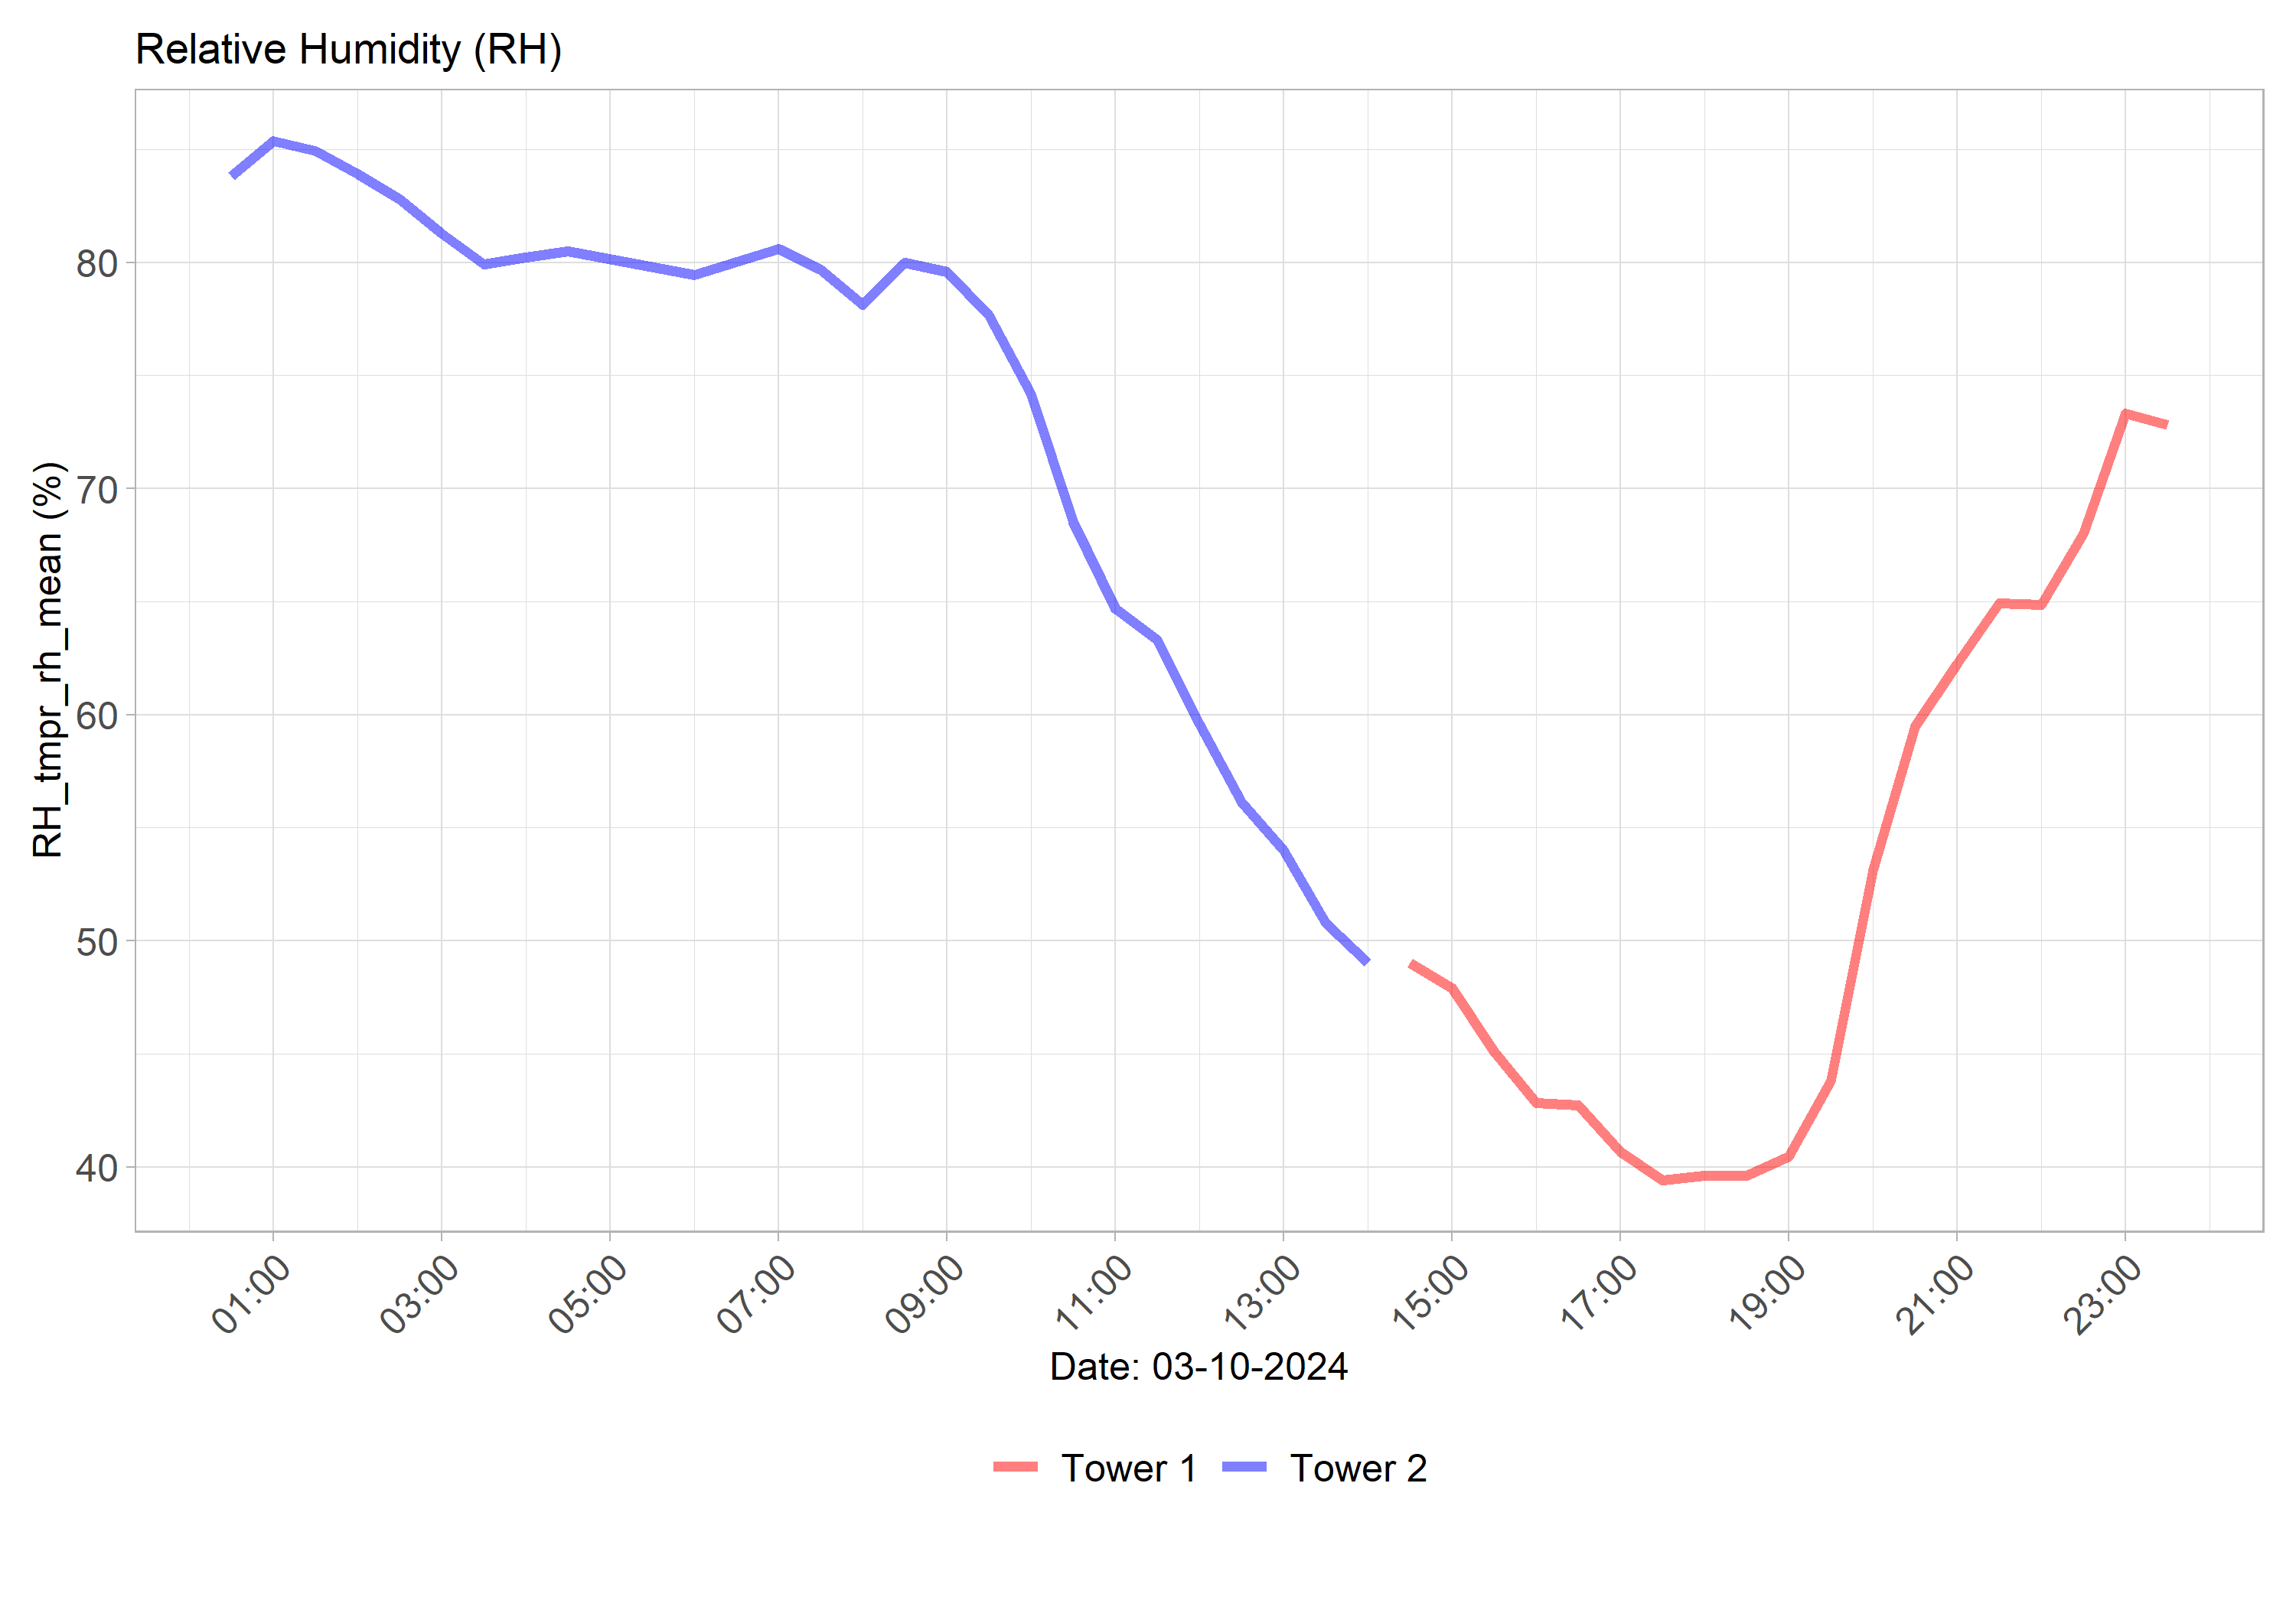 Relative Humidity (RH)
RH_tmpr_rh_mean (%)
80
70
60
50
40
01:00 03:00 05:00 07:00 09:00 11:00 13:00 15:00 17:00 19:00 21:00 23:00
Date: 03-10-2024
Tower 1 Tower 2